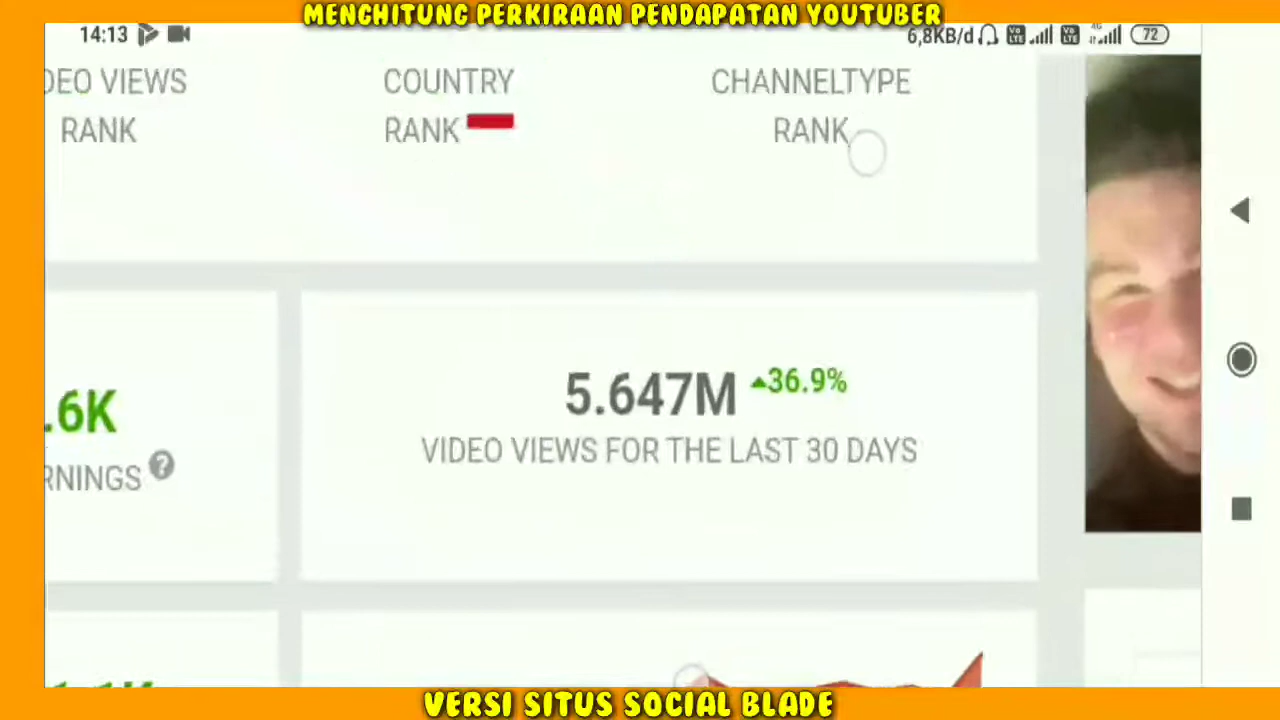 MENGHITUNG PERKIRAAN PENDAPATAN YOUTUBER
14:13 6,8KB/d 4G 72
DEO VIEWS
RANK
COUNTRY
RANK
CHANNELTYPE
RANK
.6K
RNINGS ?
5.647M 36.9%
VIDEO VIEWS FOR THE LAST 30 DAYS
VERSI SITUS SOCIAL BLADE